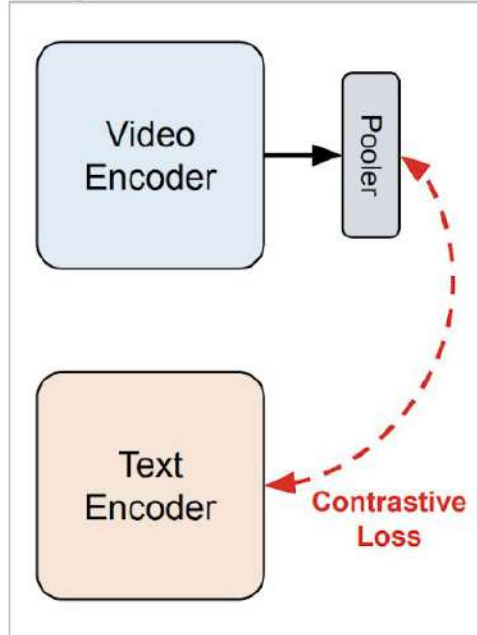 Video
Encoder
Pooler
Text
Encoder
Contrastive
Loss